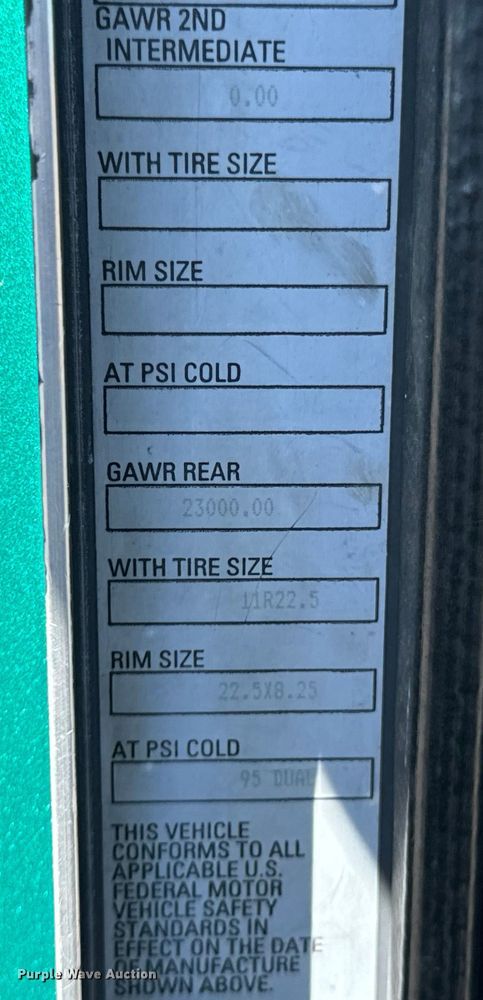 GAWR 2ND
INTERMEDIATE
0.00
WITH TIRE SIZE
RIM SIZE
AT PSI COLD
GAWR REAR
23000.00
WITH TIRE SIZE
11R22.5
RIM SIZE
22.5X8.25
AT PSI COLD
95 DUAL
THIS VEHICLE
CONFORMS TO ALL
APPLICABLE U.S.
FEDERAL MOTOR
VEHICLE SAFETY
STANDARDS IN
EFFECT ON THE DATE
OF MANUFACTURE
SHOWN ABOVE.
Purple Wave Auction